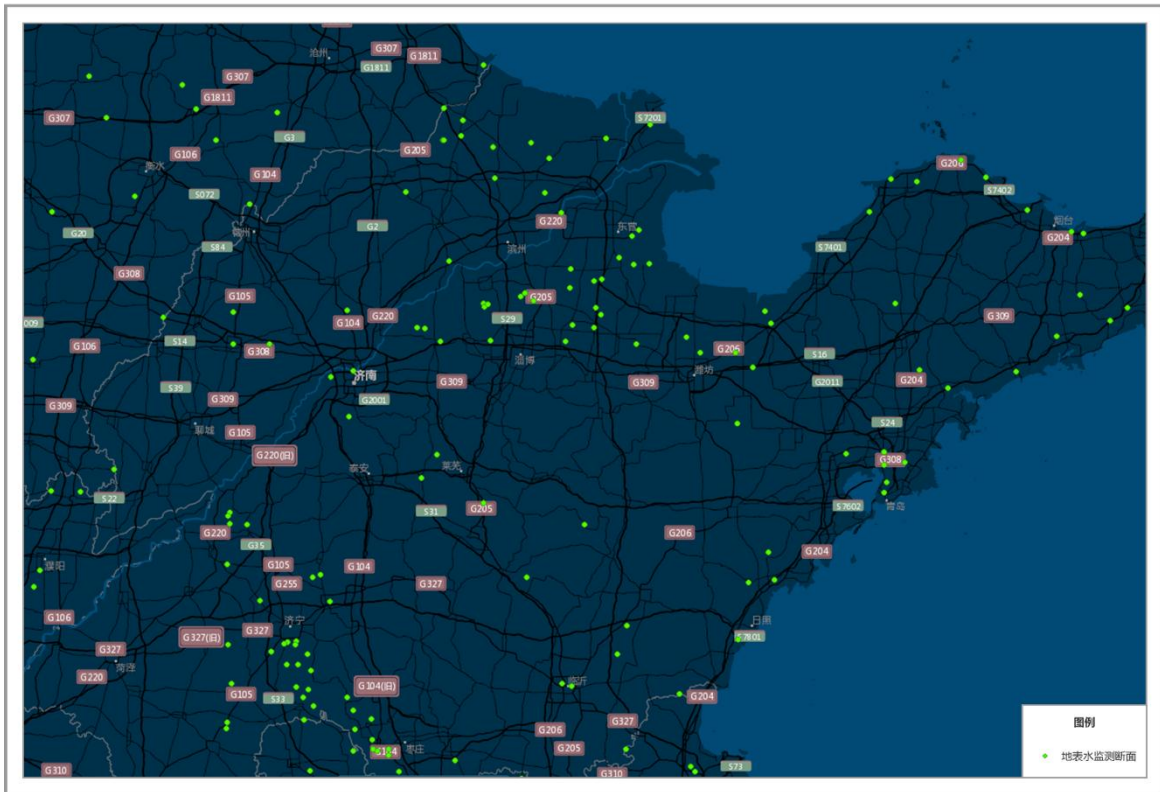 沧州
G307
G1811
G1811
G307
G1811
G307
S7201
G3
G205
G106
衡水
G206
G104
S7402
S072
G220
烟台
G2
东营
G204
G20
德州
S84
滨州
S7401
G308
G105
G205
G220
G309
G104
S29
009
S14
G106
G308
G205
S16
淄博
济南
潍坊
G309
G309
G2011
G204
S39
G2001
G309
G309
聊城
G105
S24
G220(旧)
G308
泰安
莱芜
S22
S31
G205
S7602
青岛
G220
G206
G35
G204
濮阳
G105
G104
G255
G327
G106
济宁
日照
G327
G327(旧)
S7801
G327
菏泽
G220
G104(旧)
临沂
G105
S33
G204
G327
G206
枣庄
G205
G104
G310
S73
G310
图例
地表水监测断面